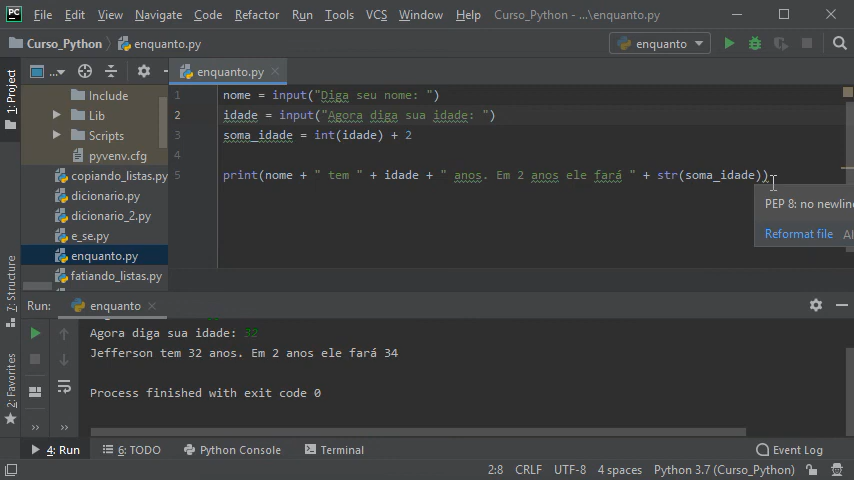 PC File Edit View Navigate Code Refactor Run Tools VCS Window Help Curso_Python - ...\enquanto.py
Curso_Python enquanto.py enquanto
1: Project
... enquanto.py
Include
Lib
Scripts
pyvenv.cfg
copiando_listas.py
dicionario.py
dicionario_2.py
e_se.py
enquanto.py
fatiando_listas.py
1 nome = input("Diga seu nome: ")
2 idade = input("Agora diga sua idade: ")
3 soma_idade = int(idade) + 2
4
5 print(nome + " tem " + idade + " anos. Em 2 anos ele fará " + str(soma_idade))
PEP 8: no newline
Reformat file
7: Structure
2: Favorites
Run: enquanto
Agora diga sua idade: 32
Jefferson tem 32 anos. Em 2 anos ele fará 34
Process finished with exit code 0
4: Run 6: TODO Python Console Terminal Event Log
2:8 CRLF UTF-8 4 spaces Python 3.7 (Curso_Python)